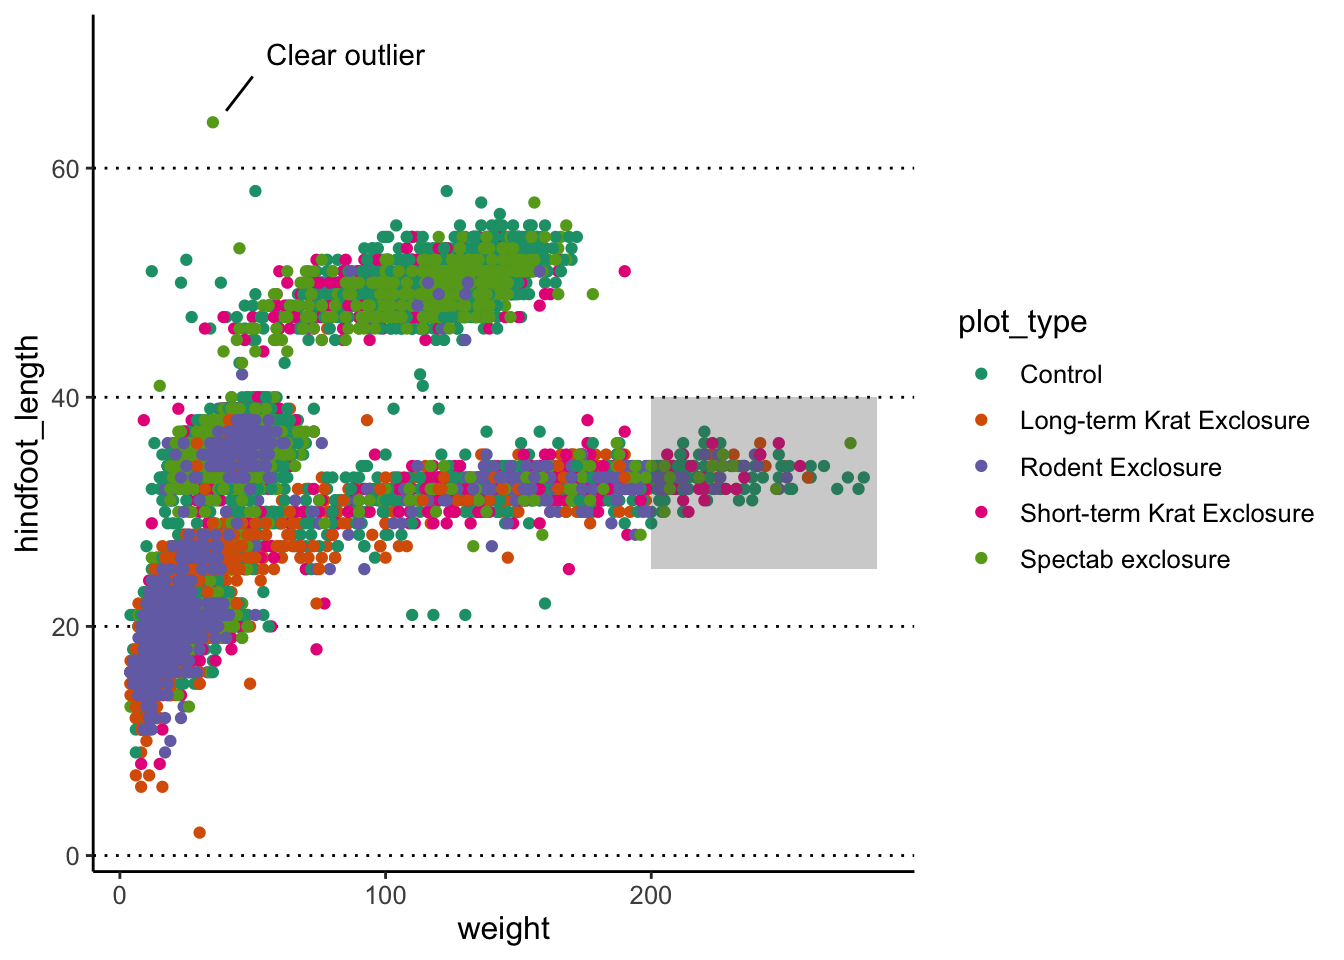 Clear outlier
60
40
20
0
0
100
200
weight
hindfoot_length
plot_type
Control
Long-term Krat Exclosure
Rodent Exclosure
Short-term Krat Exclosure
Spectab exclosure